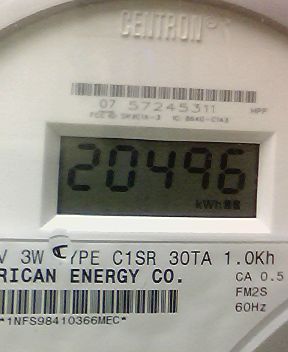 CENTRON
07 57245311 HPF
20496
kWh
V 3W TYPE C1SR 30TA 1.0Kh
RICAN ENERGY CO. CA 0.5
FM2S
*1NFS98410366MEC* 60Hz